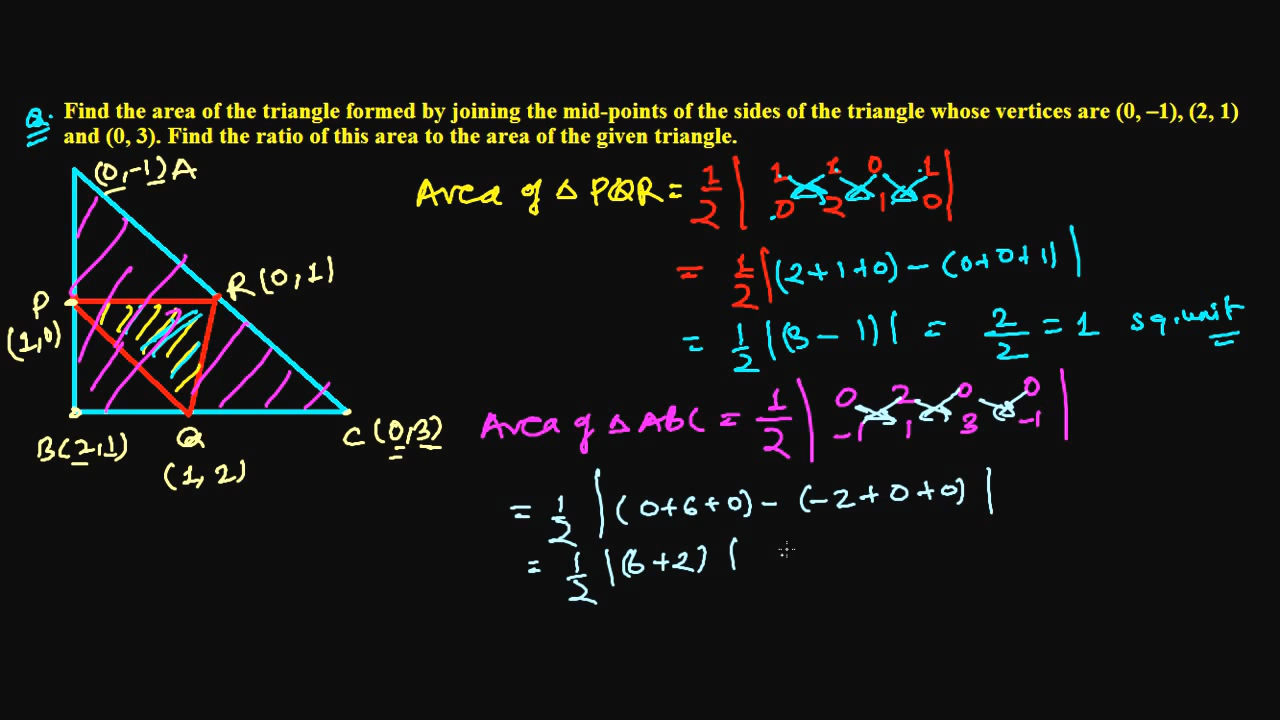 Q. Find the area of the triangle formed by joining the mid-points of the sides of the triangle whose vertices are (0, –1), (2, 1)
and (0, 3). Find the ratio of this area to the area of the given triangle.
(0,-1)A
R(0,1)
P
(1,0)
B(2,1)
Q
(1,2)
C(0,3)
Area of Δ PQR = 1/2 | 1 1 0 1
0 2 1 0 |
= 1/2 |(2+1+0) – (0+0+1)|
= 1/2 |(3 – 1)| = 2/2 = 1 sq.unit
Area of Δ ABC = 1/2 | 0 2 0 0
-1 1 3 -1 |
= 1/2 |(0+6+0) – (-2+0+0)|
= 1/2 |(6+2)|